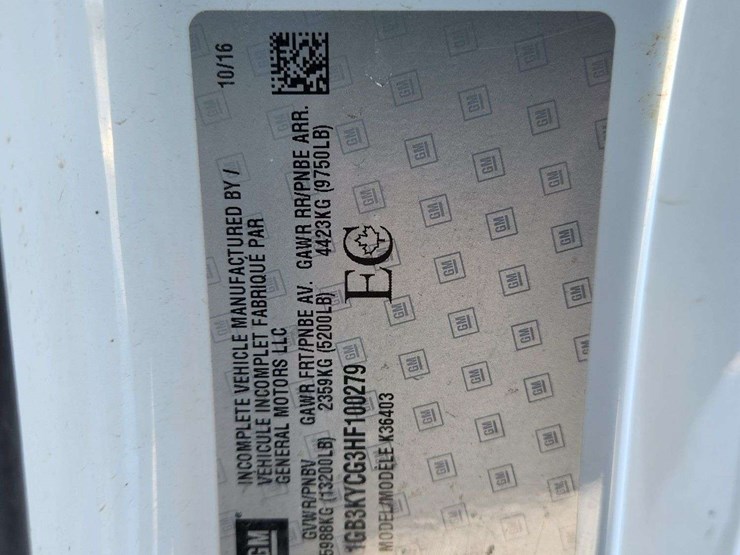 10/16
INCOMPLETE VEHICLE MANUFACTURED BY /
VÉHICULE INCOMPLET FABRIQUÉ PAR
GENERAL MOTORS LLC
GM
GVWR/PNBV GAWR FRT/PNBE AV. GAWR RR/PNBE ARR.
5988KG (13200LB) 2359KG (5200LB) 4423KG (9750LB)
1GB3KYCG3HF100279
EC
MODEL/MODÈLE K36403